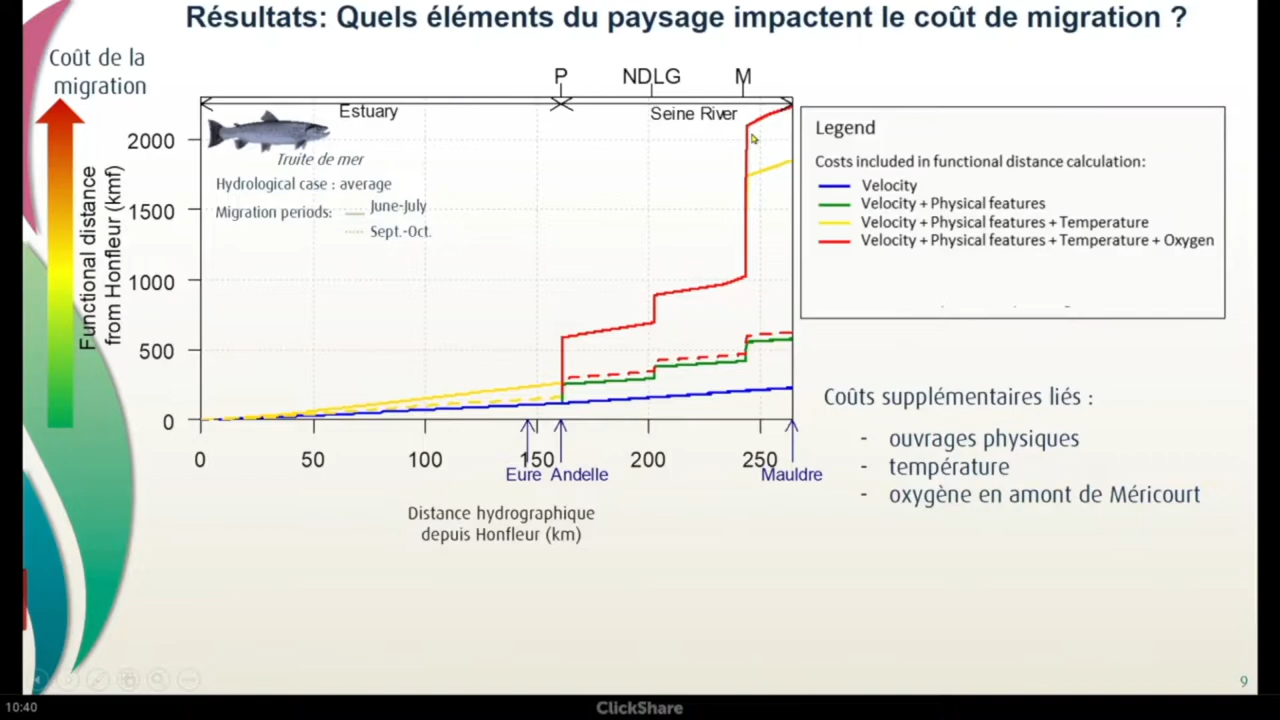 Résultats: Quels éléments du paysage impactent le coût de migration ?
Coût de la
migration
Functional distance
from Honfleur (kmf)
P
NDLG
M
Estuary
Seine River
Truite de mer
Hydrological case : average
Migration periods:
June-July
Sept.-Oct.
2000
1500
1000
500
0
0
50
100
150
200
250
Eure
Andelle
Mauldre
Distance hydrographique
depuis Honfleur (km)
Legend
Costs included in functional distance calculation:
Velocity
Velocity + Physical features
Velocity + Physical features + Temperature
Velocity + Physical features + Temperature + Oxygen
Coûts supplémentaires liés :
- ouvrages physiques
- température
- oxygène en amont de Méricourt
9
10:40
ClickShare